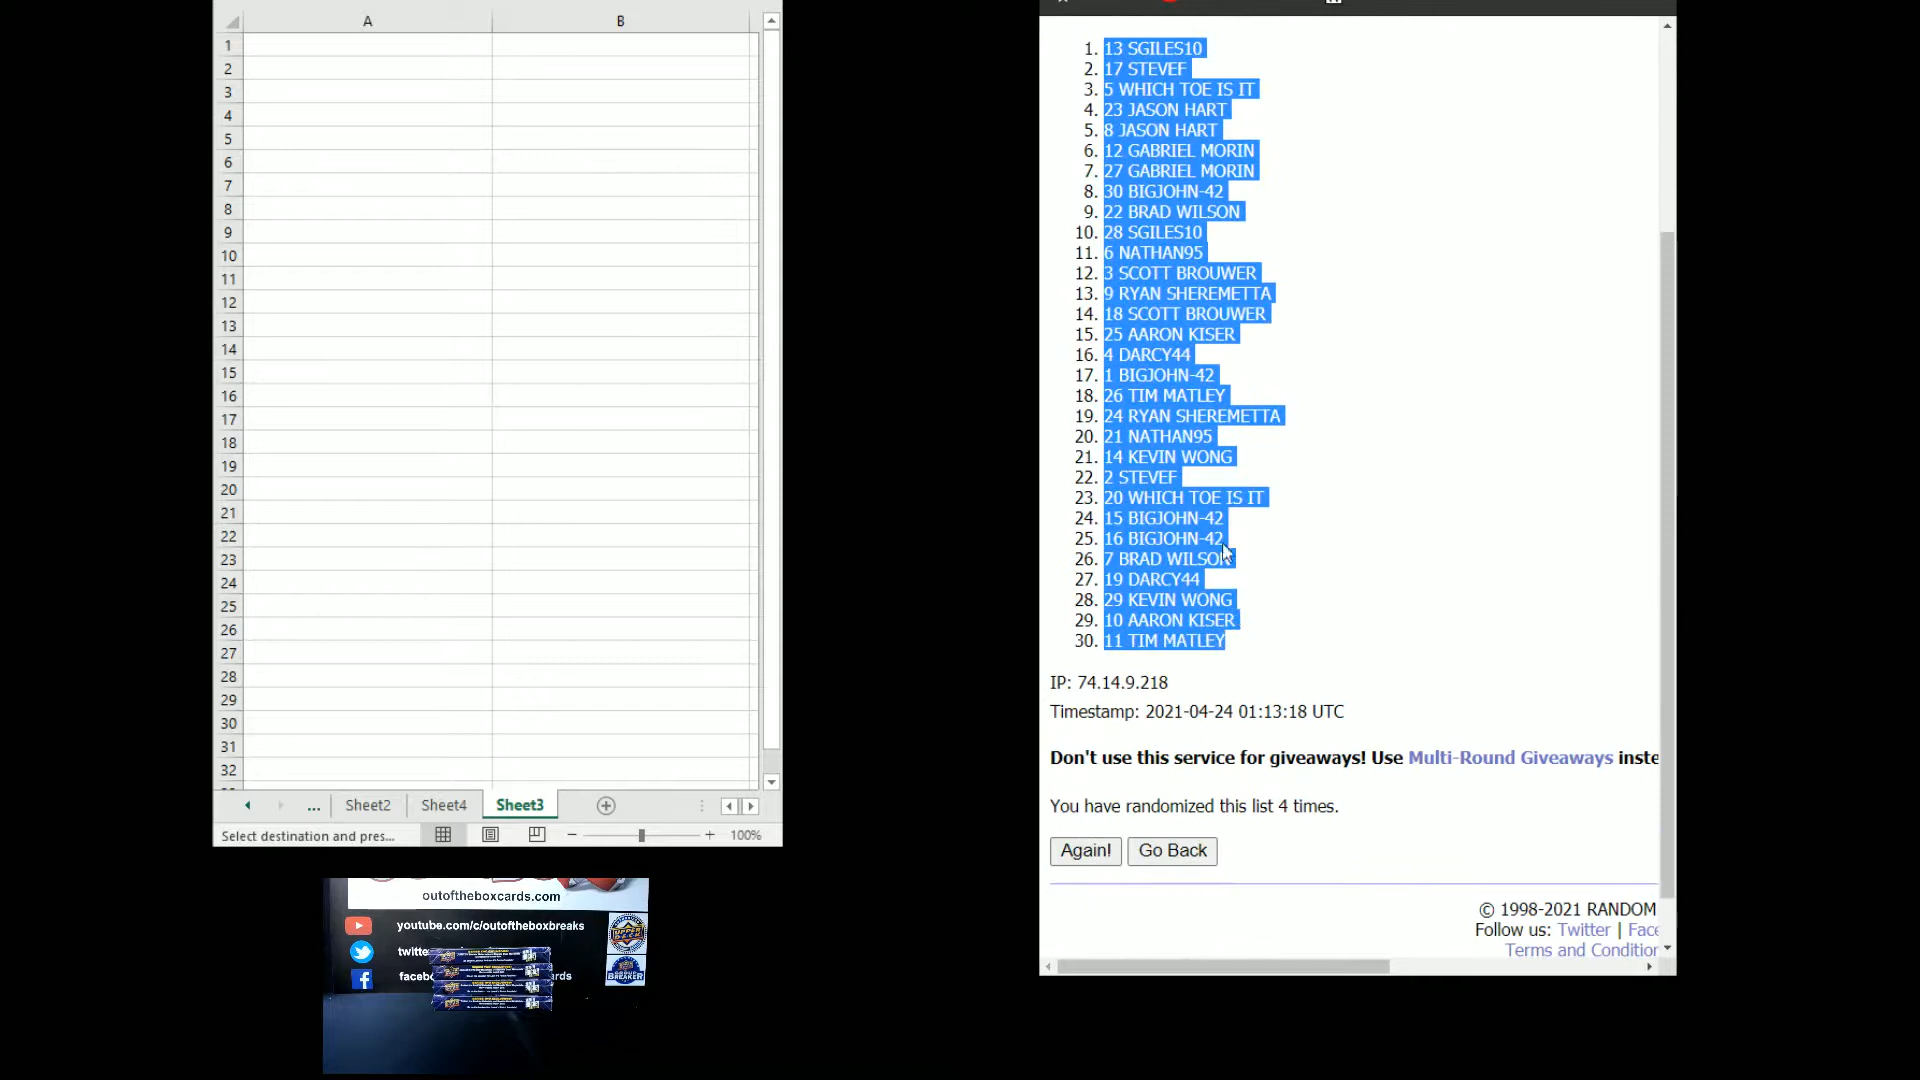 A B
1
2
3
4
5
6
7
8
9
10
11
12
13
14
15
16
17
18
19
20
21
22
23
24
25
26
27
28
29
30
31
32
... Sheet2 Sheet4 Sheet3
Select destination and pres... 100%
outoftheboxcards.com
youtube.com/c/outoftheboxbreaks
UPPER DECK
1. 13 SGILES10
2. 17 STEVEF
3. 5 WHICH TOE IS IT
4. 23 JASON HART
5. 8 JASON HART
6. 12 GABRIEL MORIN
7. 27 GABRIEL MORIN
8. 30 BIGJOHN-42
9. 22 BRAD WILSON
10. 28 SGILES10
11. 6 NATHAN95
12. 3 SCOTT BROUWER
13. 9 RYAN SHEREMETTA
14. 18 SCOTT BROUWER
15. 25 AARON KISER
16. 4 DARCY44
17. 1 BIGJOHN-42
18. 26 TIM MATLEY
19. 24 RYAN SHEREMETTA
20. 21 NATHAN95
21. 14 KEVIN WONG
22. 2 STEVEF
23. 20 WHICH TOE IS IT
24. 15 BIGJOHN-42
25. 16 BIGJOHN-42
26. 7 BRAD WILSON
27. 19 DARCY44
28. 29 KEVIN WONG
29. 10 AARON KISER
30. 11 TIM MATLEY
IP: 74.14.9.218
Timestamp: 2021-04-24 01:13:18 UTC
Don't use this service for giveaways! Use Multi-Round Giveaways inste
You have randomized this list 4 times.
Again! Go Back
© 1998-2021 RANDOM
Follow us: Twitter | Face
Terms and Condition